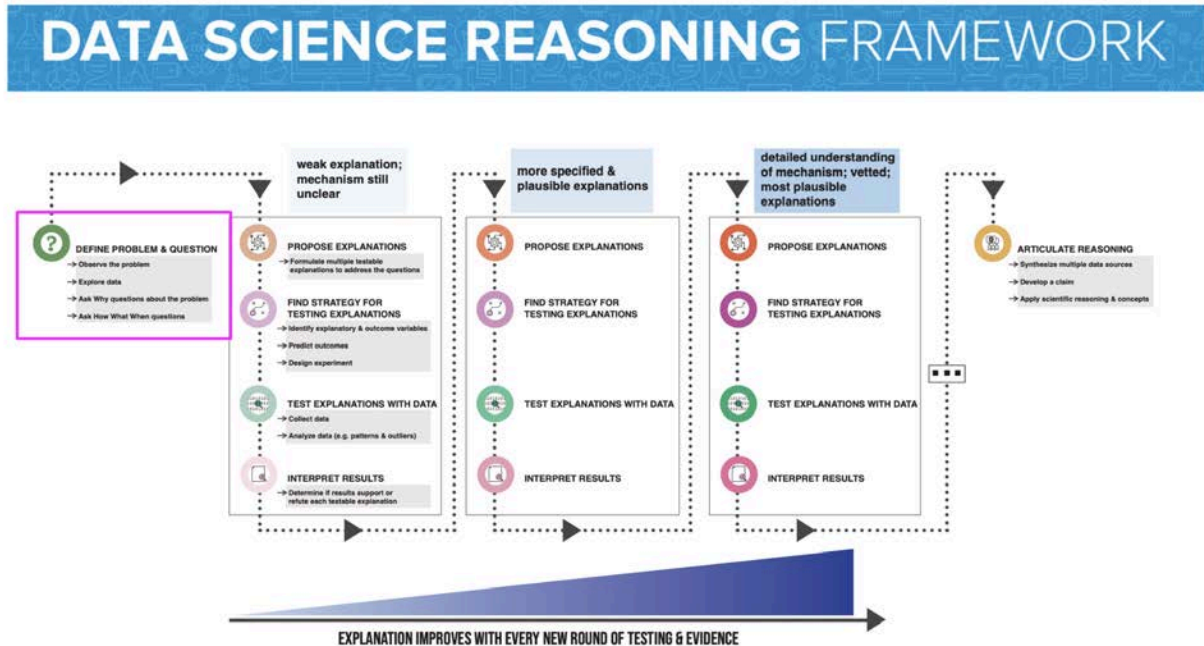 DATA SCIENCE REASONING FRAMEWORK
DEFINE PROBLEM & QUESTION
Observe the problem
Explore data
Ask Why questions about the problem
Ask How What When questions
weak explanation;
mechanism still
unclear
PROPOSE EXPLANATIONS
Formulate multiple testable
explanations to address the questions
FIND STRATEGY FOR
TESTING EXPLANATIONS
Identify explanatory & outcome variables
Predict outcomes
Design experiment
TEST EXPLANATIONS WITH DATA
Collect data
Analyze data (e.g. patterns & outliers)
INTERPRET RESULTS
Determine if results support or
refute each testable explanation
more specified &
plausible explanations
PROPOSE EXPLANATIONS
FIND STRATEGY FOR
TESTING EXPLANATIONS
TEST EXPLANATIONS WITH DATA
INTERPRET RESULTS
detailed understanding
of mechanism; vetted;
most plausible
explanations
PROPOSE EXPLANATIONS
FIND STRATEGY FOR
TESTING EXPLANATIONS
TEST EXPLANATIONS WITH DATA
INTERPRET RESULTS
ARTICULATE REASONING
Synthesize multiple data sources
Develop a claim
Apply scientific reasoning & concepts
EXPLANATION IMPROVES WITH EVERY NEW ROUND OF TESTING & EVIDENCE